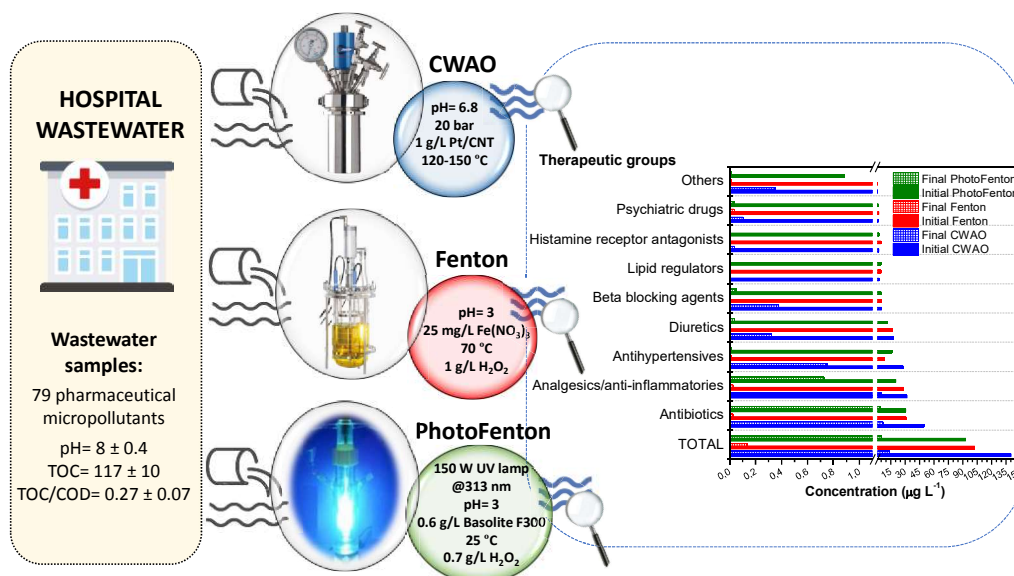 HOSPITAL
WASTEWATER
Wastewater
samples:
79 pharmaceutical
micropollutants
pH= 8 ± 0.4
TOC= 117 ± 10
TOC/COD= 0.27 ± 0.07
CWAO
pH= 6.8
20 bar
1 g/L Pt/CNT
120-150 °C
Fenton
pH= 3
25 mg/L Fe(NO₃)₃
70 °C
1 g/L H₂O₂
PhotoFenton
150 W UV lamp
@313 nm
pH= 3
0.6 g/L Basolite F300
25 °C
0.7 g/L H₂O₂
Therapeutic groups
Others
Psychiatric drugs
Histamine receptor antagonists
Lipid regulators
Beta blocking agents
Diuretics
Antihypertensives
Analgesics/anti-inflammatories
Antibiotics
TOTAL
Final PhotoFenton
Initial PhotoFenton
Final Fenton
Initial Fenton
Final CWAO
Initial CWAO
0,0 0,2 0,4 0,6 0,8 1,0 15 30 45 60 75 90 105 120 135
Concentration (µg L⁻¹)